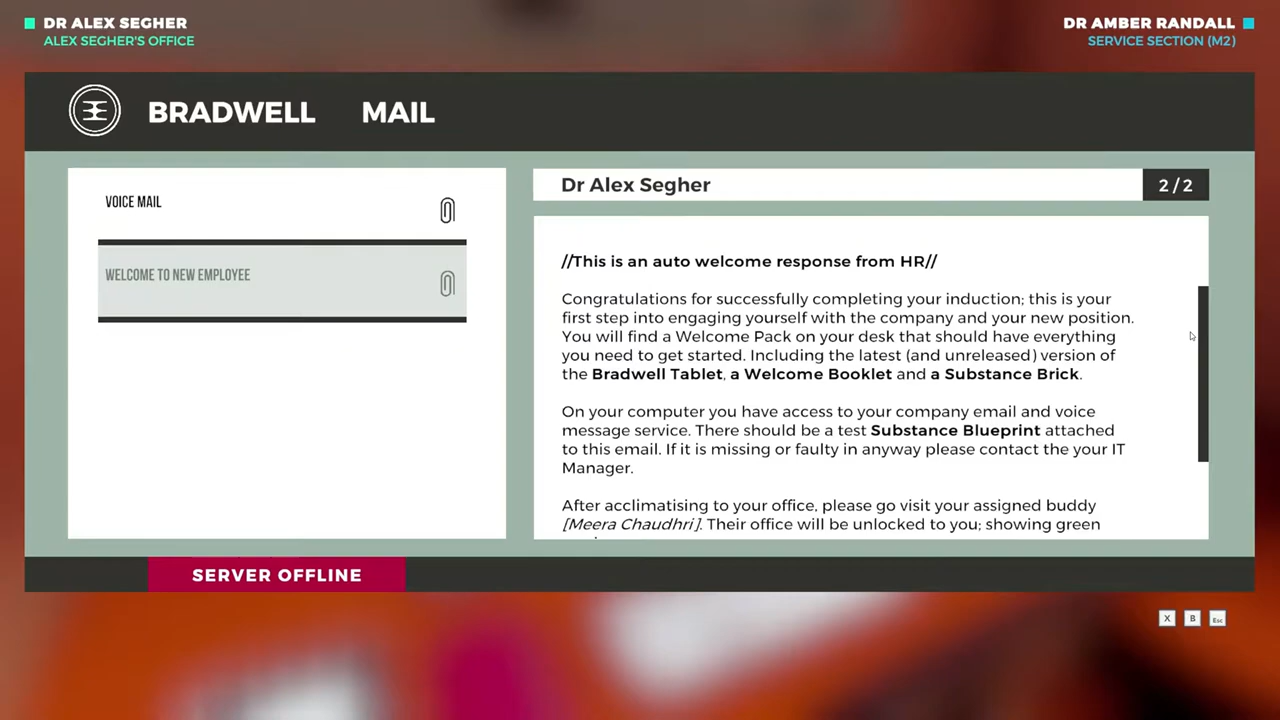 DR ALEX SEGHER
ALEX SEGHER'S OFFICE
DR AMBER RANDALL
SERVICE SECTION (M2)
BRADWELL MAIL
VOICE MAIL
WELCOME TO NEW EMPLOYEE
Dr Alex Segher
2 / 2
//This is an auto welcome response from HR//
Congratulations for successfully completing your induction; this is your
first step into engaging yourself with the company and your new position.
You will find a Welcome Pack on your desk that should have everything
you need to get started. Including the latest (and unreleased) version of
the Bradwell Tablet, a Welcome Booklet and a Substance Brick.
On your computer you have access to your company email and voice
message service. There should be a test Substance Blueprint attached
to this email. If it is missing or faulty in anyway please contact the your IT
Manager.
After acclimatising to your office, please go visit your assigned buddy
[Meera Chaudhri]. Their office will be unlocked to you; showing green
SERVER OFFLINE
X B Esc